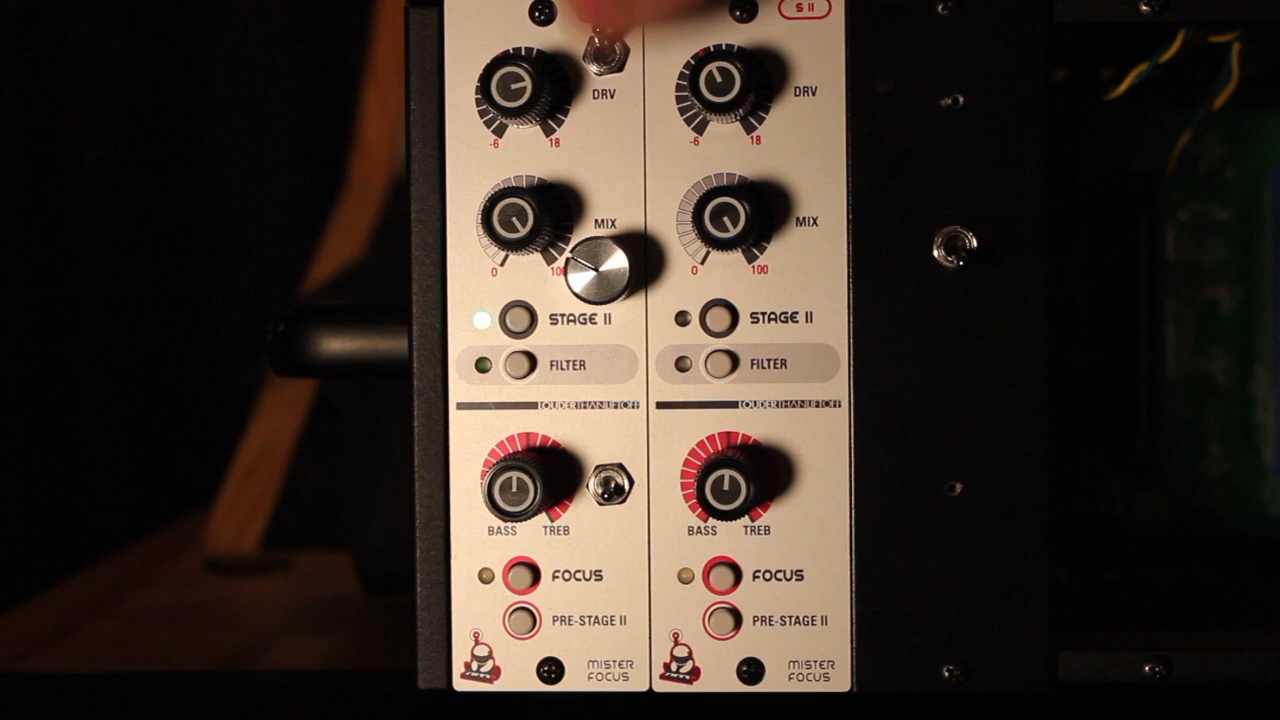 S II
DRV
-6 18
MIX
0 100
STAGE II
FILTER
LOUDERTHANLIFTOFF
BASS TREB
FOCUS
PRE-STAGE II
MISTER
FOCUS
DRV
-6 18
MIX
0 100
STAGE II
FILTER
LOUDERTHANLIFTOFF
BASS TREB
FOCUS
PRE-STAGE II
MISTER
FOCUS